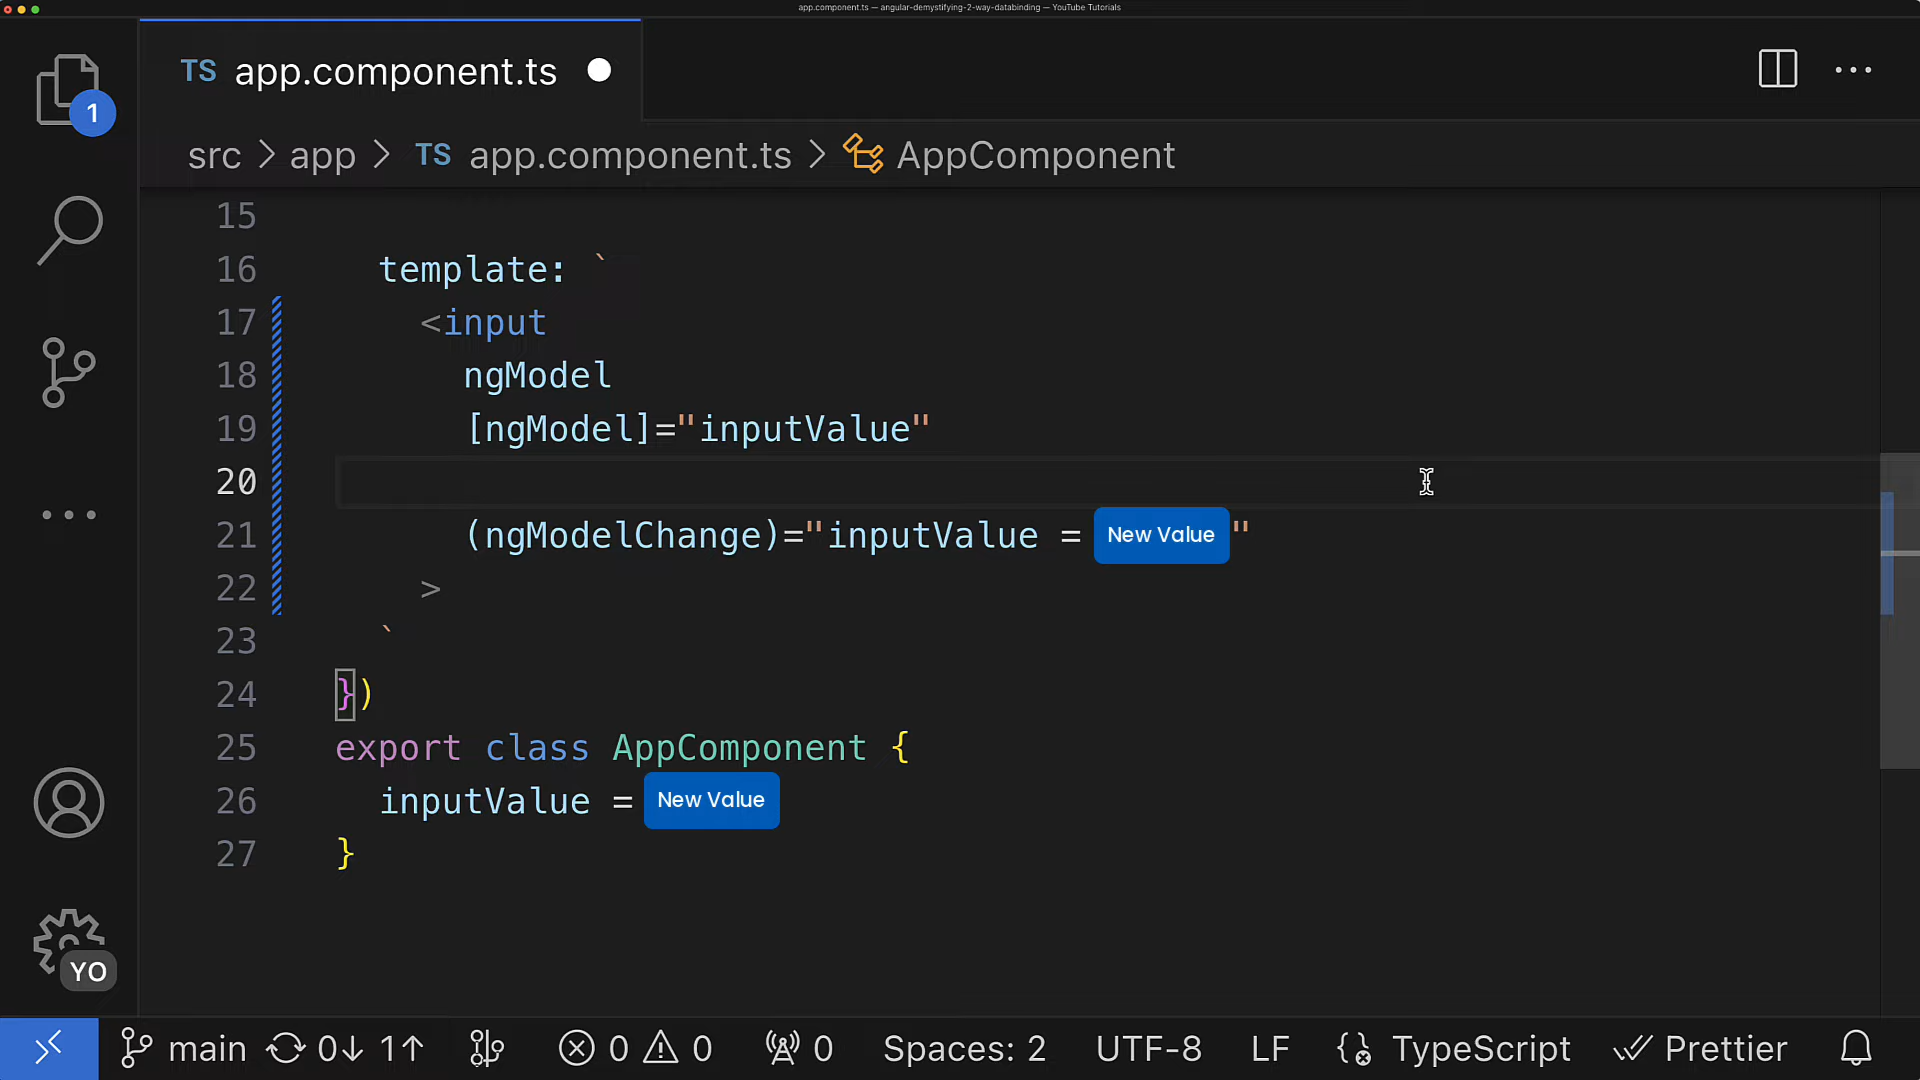 app.component.ts — angular-demystifying-2-way-databinding — YouTube Tutorials
TS app.component.ts
1
src > app > TS app.component.ts > AppComponent
15
16 template: `
17 <input
18 ngModel
19 [ngModel]="inputValue"
20
21 (ngModelChange)="inputValue = New Value"
22 >
23 `
24 })
25 export class AppComponent {
26 inputValue = New Value
27 }
YO
main 0↓ 1↑ 0 0 0 Spaces: 2 UTF-8 LF TypeScript Prettier